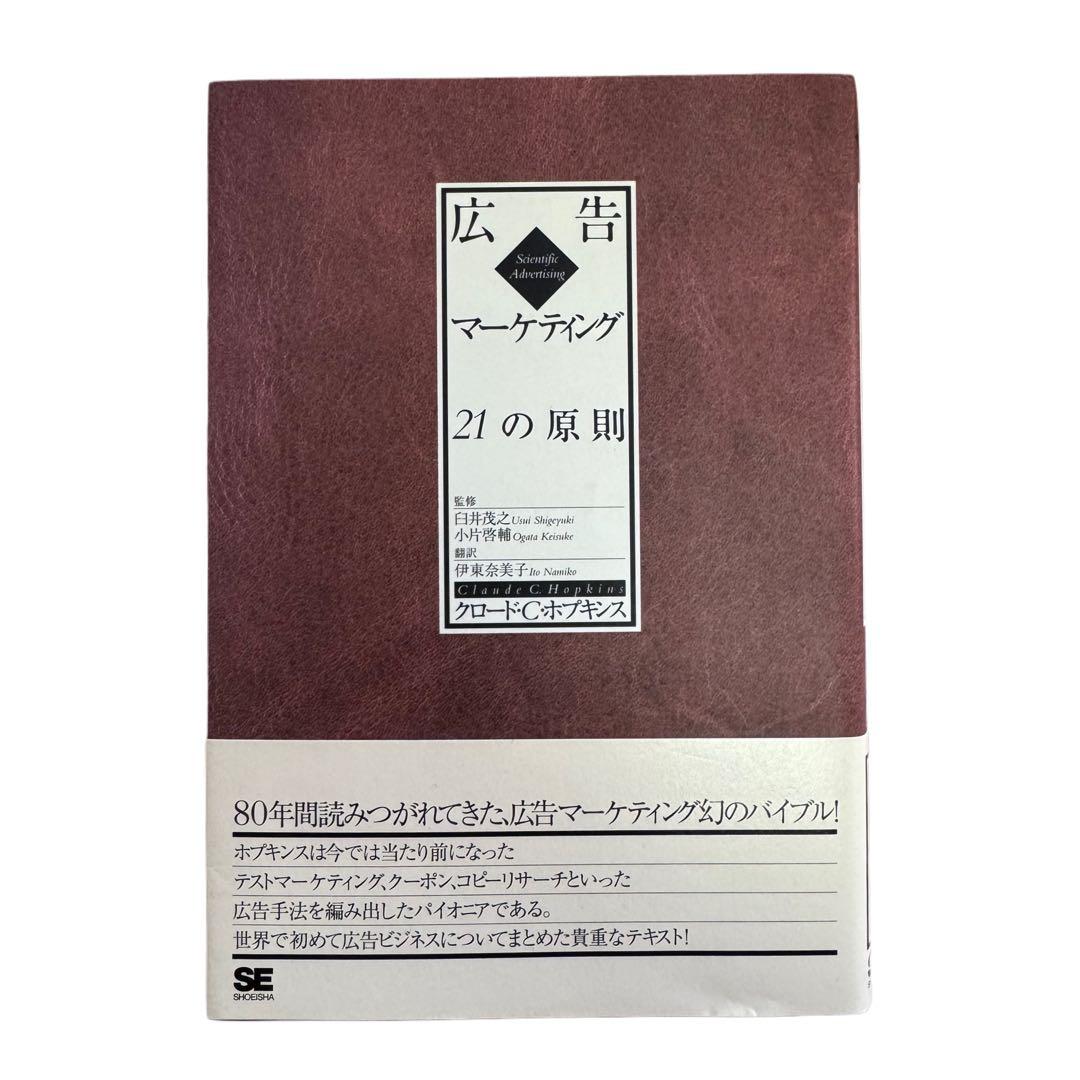 広告
Scientific
Advertising
マーケティング
21の原則
監修
臼井茂之 Usui Shigeyuki
小片啓輔 Ogata Keisuke
翻訳
伊東奈美子 Ito Namiko
Claude C. Hopkins
クロード・C・ホプキンス
80年間読みつがれてきた、広告マーケティング幻のバイブル!
ホプキンスは今では当たり前になった
テストマーケティング、クーポン、コピーリサーチといった
広告手法を編み出したパイオニアである。
世界で初めて広告ビジネスについてまとめた貴重なテキスト!
SE
SHOEISHA